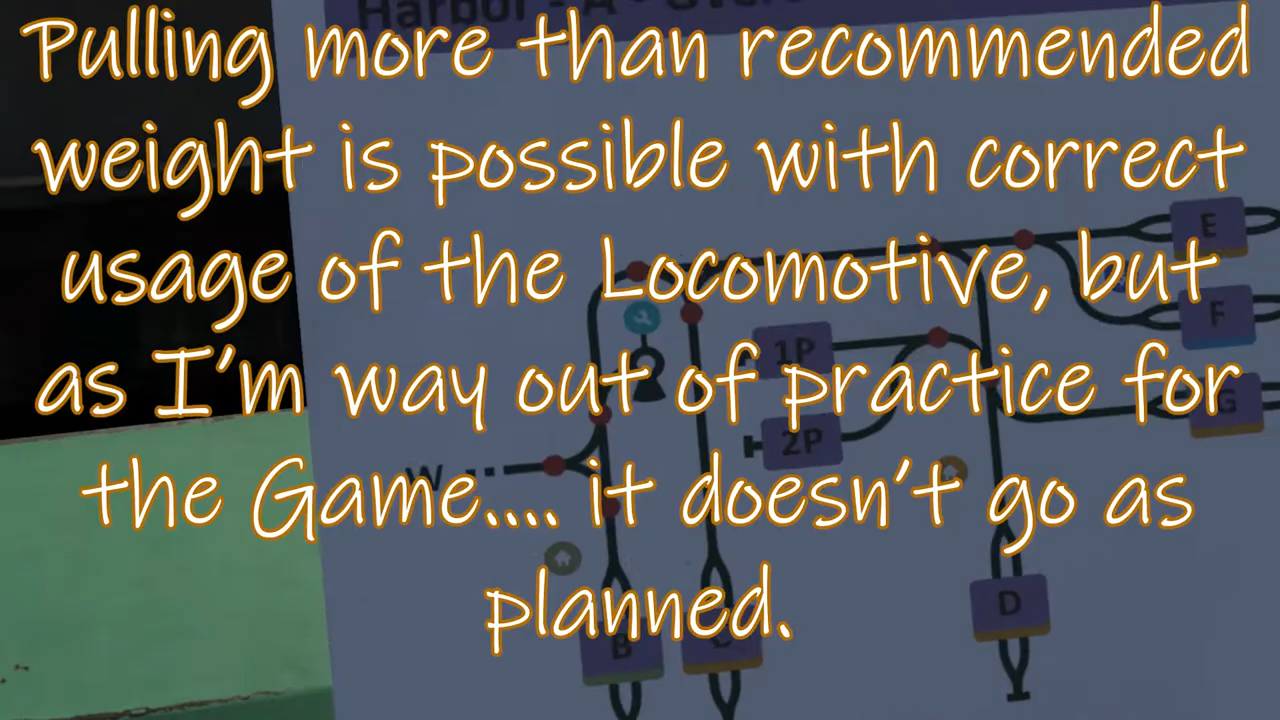 Harbor - A -
Pulling more than recommended
weight is possible with correct
usage of the Locomotive, but
as I'm way out of practice for
the Game.... it doesn't go as
planned.
E
F
1P
G
2P
W
D
B